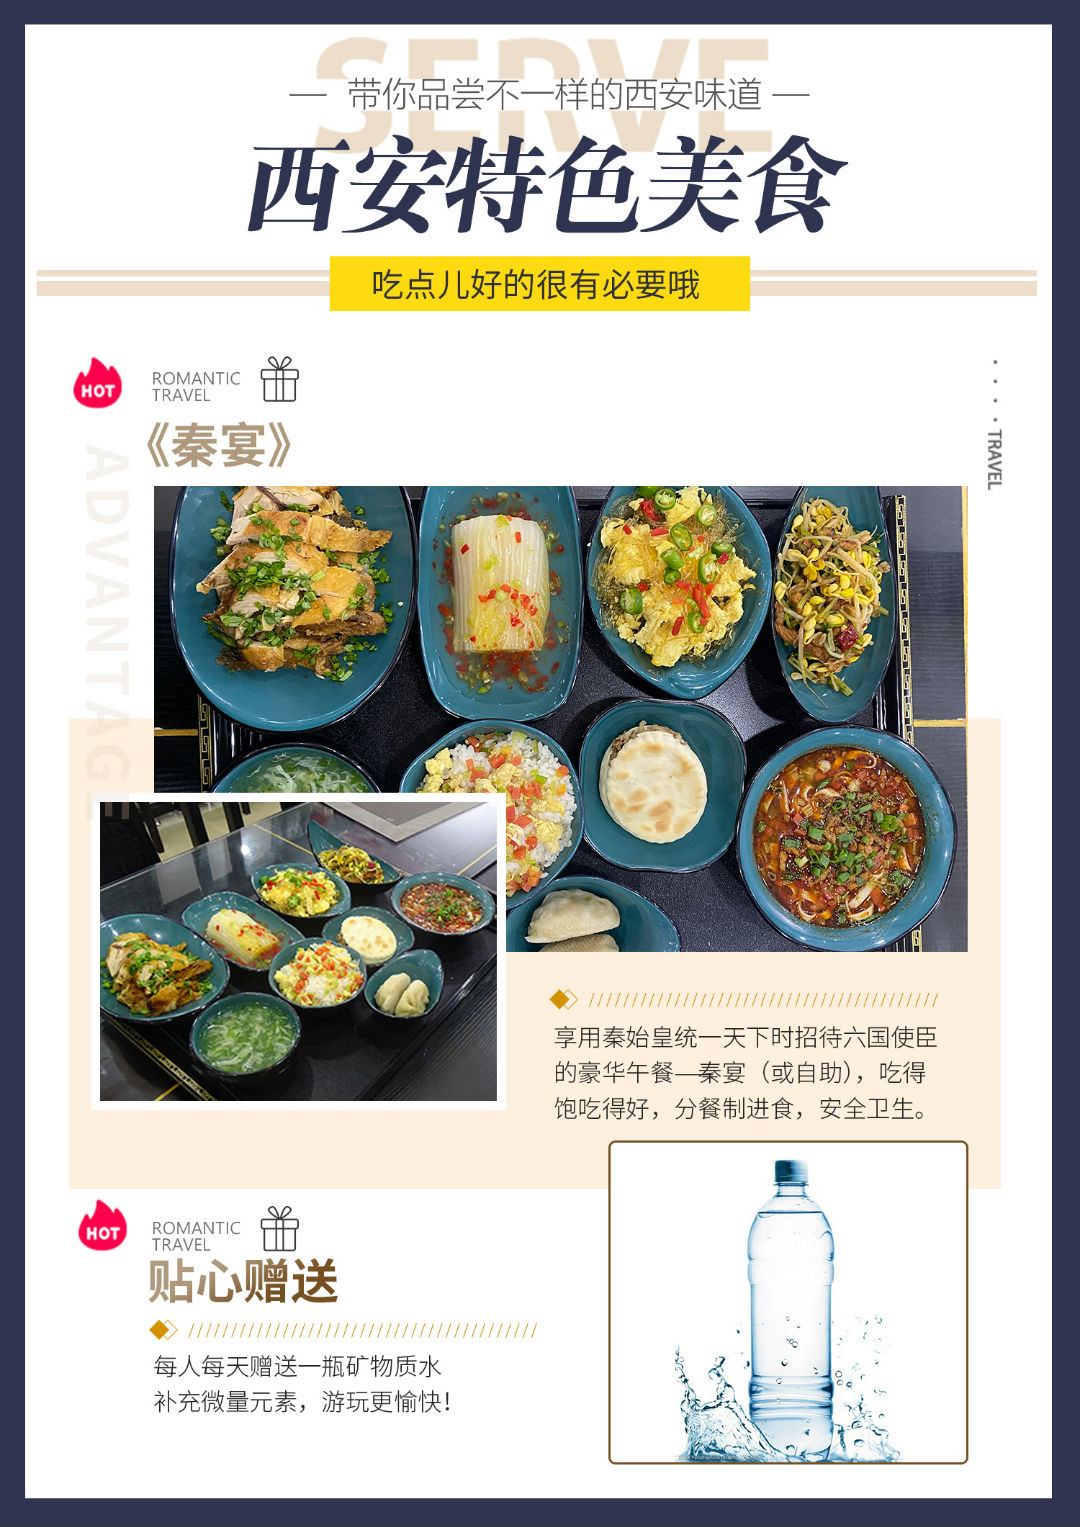 SERVE
— 带你品尝不一样的西安味道 —
西安特色美食
吃点儿好的很有必要哦
HOT
ROMANTIC
TRAVEL
《秦宴》
TRAVEL
ADVANTAGE
享用秦始皇统一天下时招待六国使臣
的豪华午餐—秦宴（或自助），吃得
饱吃得好，分餐制进食，安全卫生。
HOT
ROMANTIC
TRAVEL
贴心赠送
每人每天赠送一瓶矿物质水
补充微量元素，游玩更愉快！